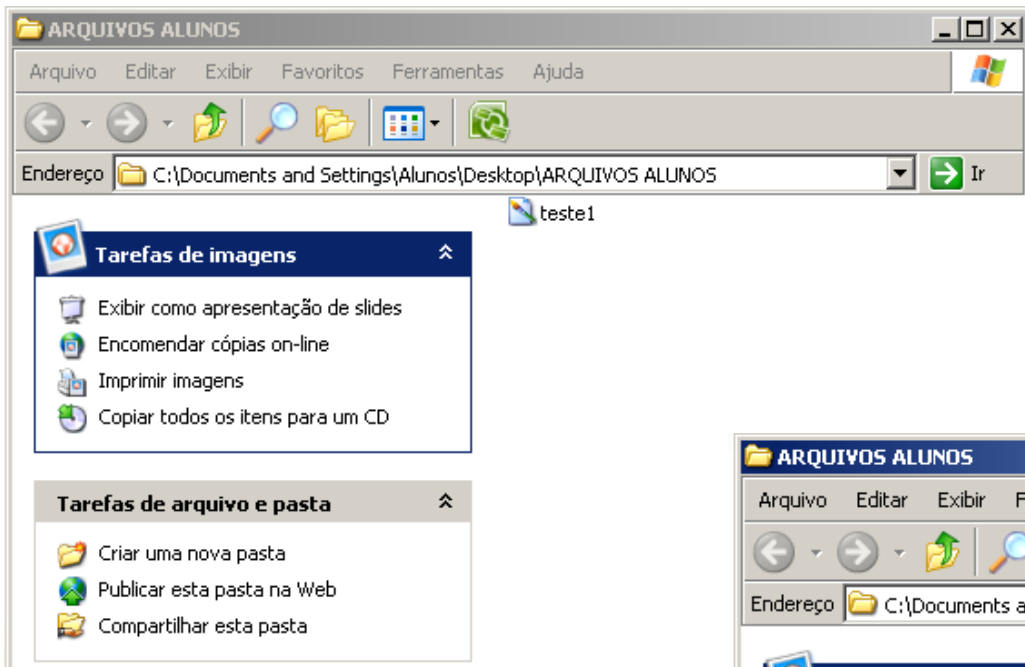 ARQUIVOS ALUNOS
Arquivo Editar Exibir Favoritos Ferramentas Ajuda
Endereço C:\Documents and Settings\Alunos\Desktop\ARQUIVOS ALUNOS Ir
teste1
Tarefas de imagens
Exibir como apresentação de slides
Encomendar cópias on-line
Imprimir imagens
Copiar todos os itens para um CD
Tarefas de arquivo e pasta
Criar uma nova pasta
Publicar esta pasta na Web
Compartilhar esta pasta
ARQUIVOS ALUNOS
Arquivo Editar Exibir F
Endereço C:\Documents a